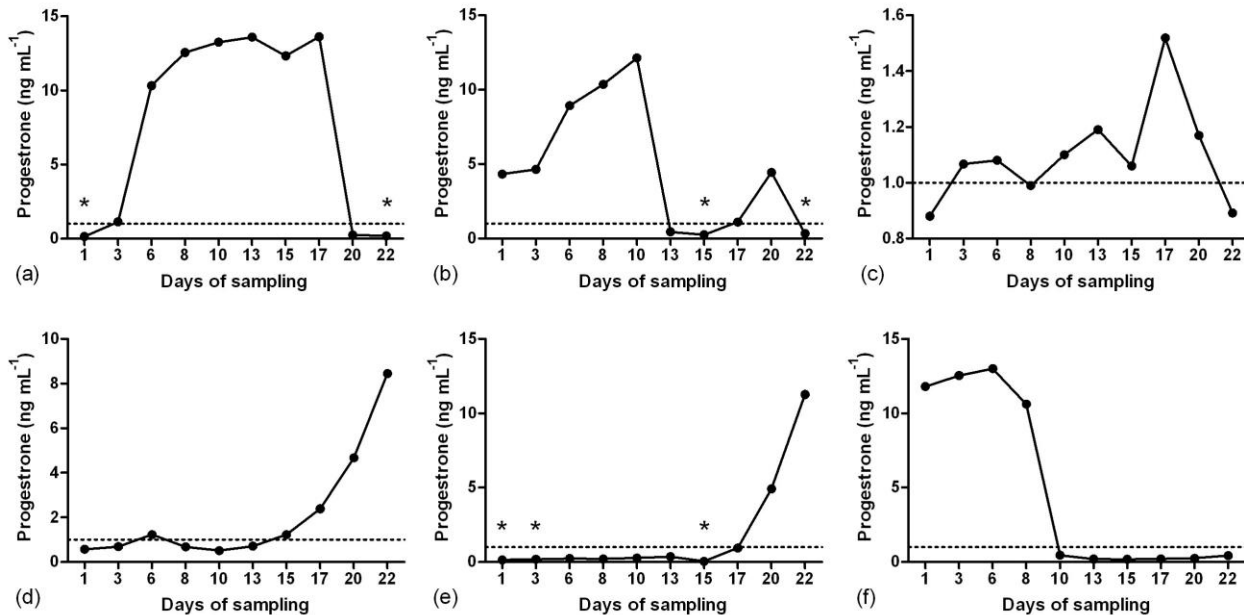 15
10
5
0
Progestrone (ng mL-1)
*
*
1 3 6 8 10 13 15 17 20 22
(a)
Days of sampling
15
10
5
0
Progestrone (ng mL-1)
*
*
1 3 6 8 10 13 15 17 20 22
(b)
Days of sampling
1.6
1.4
1.2
1.0
0.8
Progestrone (ng mL-1)
1 3 6 8 10 13 15 17 20 22
(c)
Days of sampling
10
8
6
4
2
0
Progestrone (ng mL-1)
1 3 6 8 10 13 15 17 20 22
(d)
Days of sampling
15
10
5
0
Progestrone (ng mL-1)
* * *
1 3 6 8 10 13 15 17 20 22
(e)
Days of sampling
15
10
5
0
Progestrone (ng mL-1)
1 3 6 8 10 13 15 17 20 22
(f)
Days of sampling